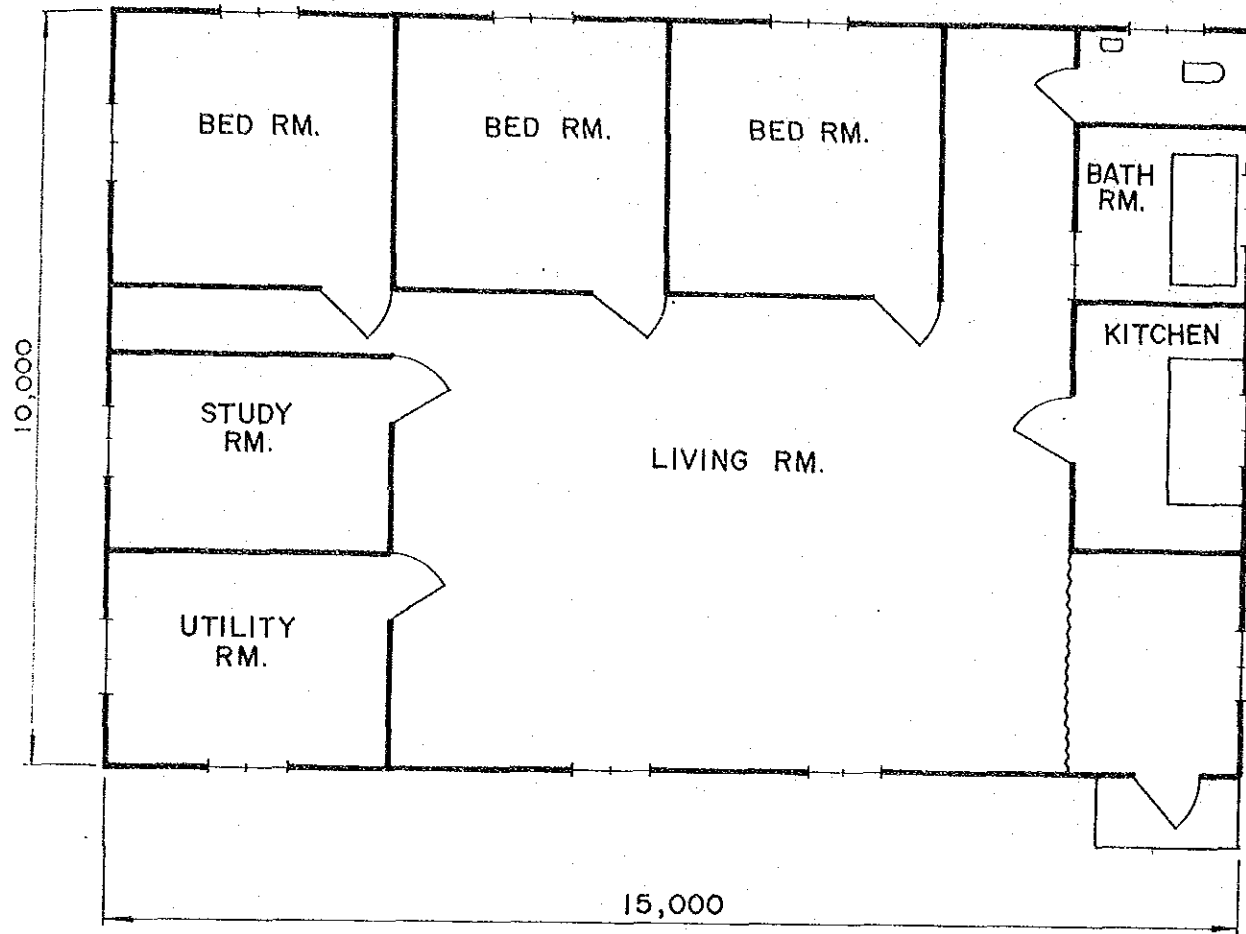 BED RM.
BED RM.
BED RM.
BATH
RM.
KITCHEN
10,000
STUDY
RM.
LIVING RM.
UTILITY
RM.
15,000